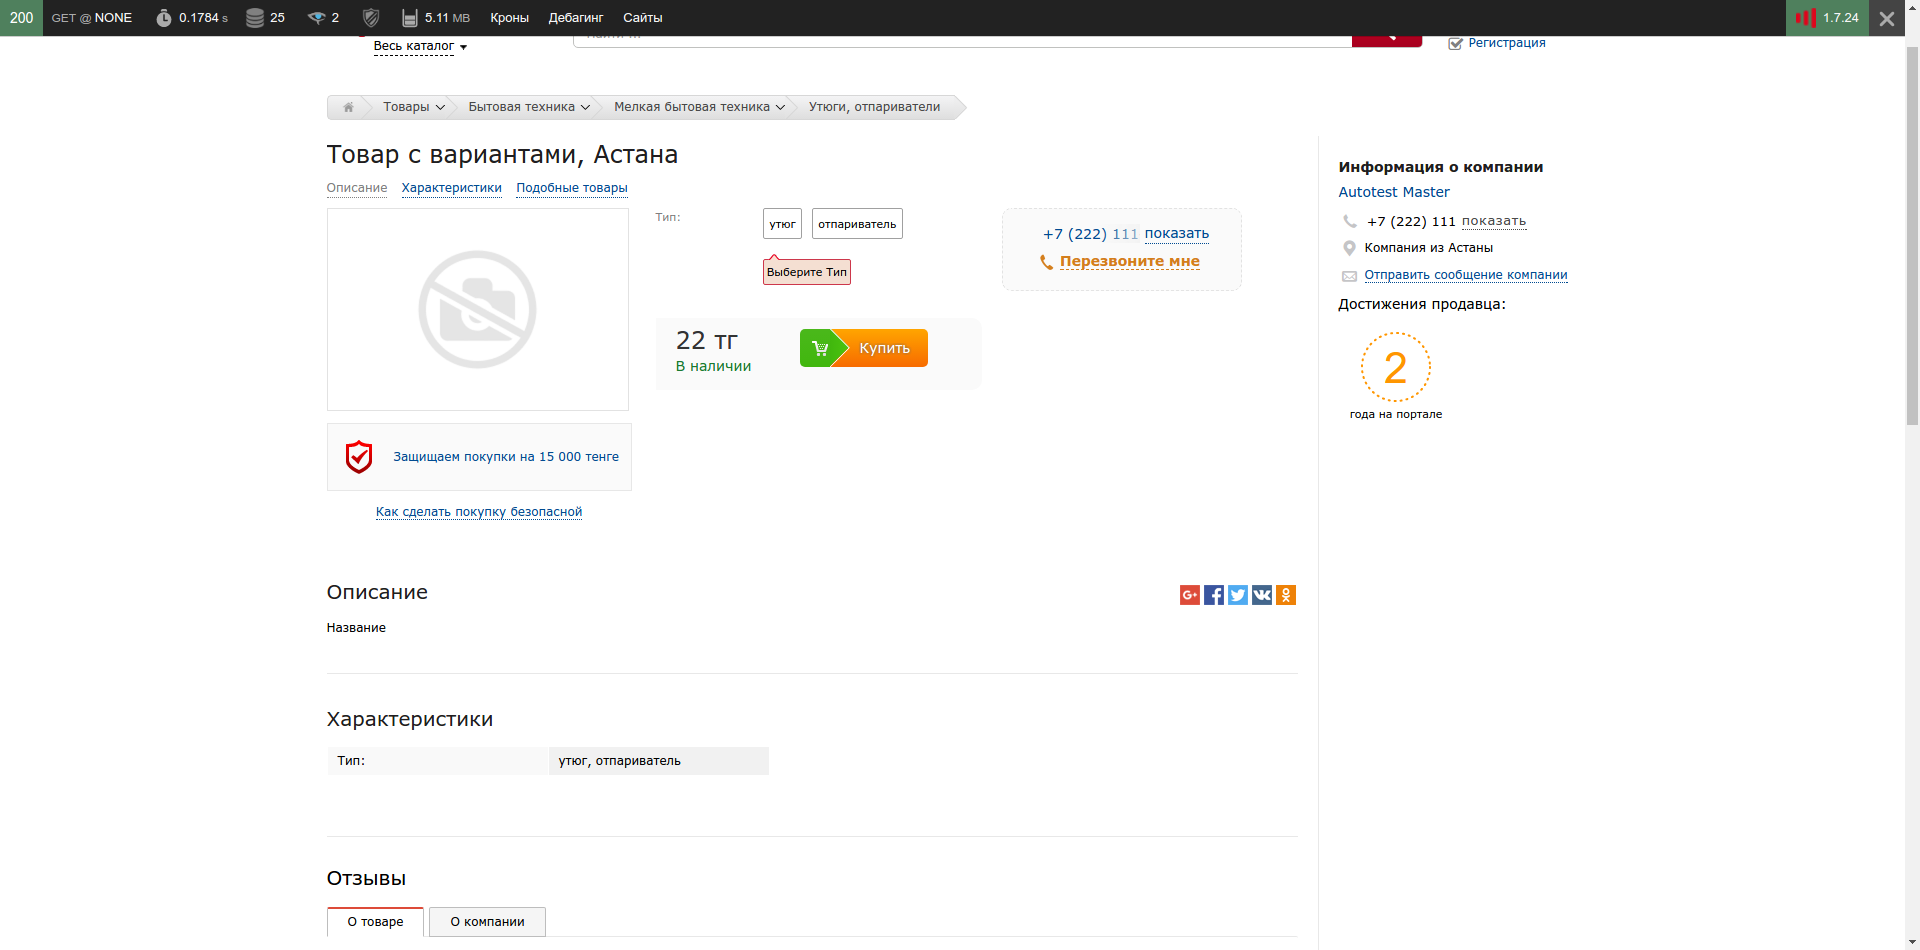 200 GET @ NONE 0.1784 s 25 2 5.11 MB Кроны Дебагинг Сайты 1.7.24
Весь каталог
Регистрация
Товары Бытовая техника Мелкая бытовая техника Утюги, отпариватели
Товар с вариантами, Астана
Описание Характеристики Подобные товары
Тип: утюг отпариватель
Выберите Тип
+7 (222) 111 показать
Перезвоните мне
22 тг
В наличии
Купить
Защищаем покупки на 15 000 тенге
Как сделать покупку безопасной
Информация о компании
Autotest Master
+7 (222) 111 показать
Компания из Астаны
Отправить сообщение компании
Достижения продавца:
2
года на портале
Описание
Название
Характеристики
Тип: утюг, отпариватель
Отзывы
О товаре О компании